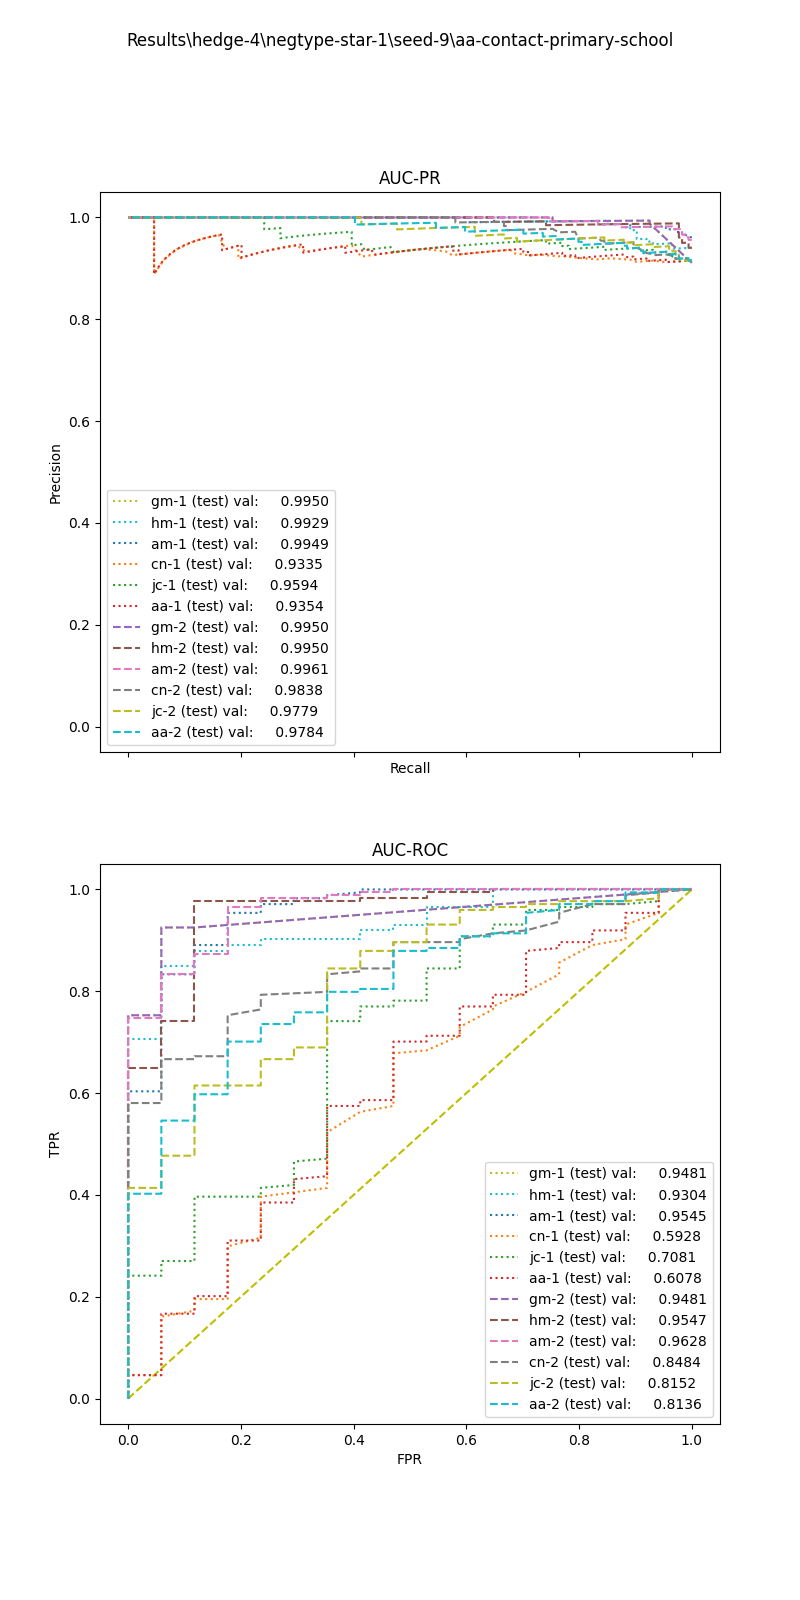 Results\hedge-4\negtype-star-1\seed-9\aa-contact-primary-school
AUC-PR
1.0
0.8
0.6
0.4
0.2
0.0
Precision
gm-1 (test) val: 0.9950
hm-1 (test) val: 0.9929
am-1 (test) val: 0.9949
cn-1 (test) val: 0.9335
jc-1 (test) val: 0.9594
aa-1 (test) val: 0.9354
gm-2 (test) val: 0.9950
hm-2 (test) val: 0.9950
am-2 (test) val: 0.9961
cn-2 (test) val: 0.9838
jc-2 (test) val: 0.9779
aa-2 (test) val: 0.9784
Recall
AUC-ROC
1.0
0.8
0.6
0.4
0.2
0.0
TPR
gm-1 (test) val: 0.9481
hm-1 (test) val: 0.9304
am-1 (test) val: 0.9545
cn-1 (test) val: 0.5928
jc-1 (test) val: 0.7081
aa-1 (test) val: 0.6078
gm-2 (test) val: 0.9481
hm-2 (test) val: 0.9547
am-2 (test) val: 0.9628
cn-2 (test) val: 0.8484
jc-2 (test) val: 0.8152
aa-2 (test) val: 0.8136
0.0 0.2 0.4 0.6 0.8 1.0
FPR